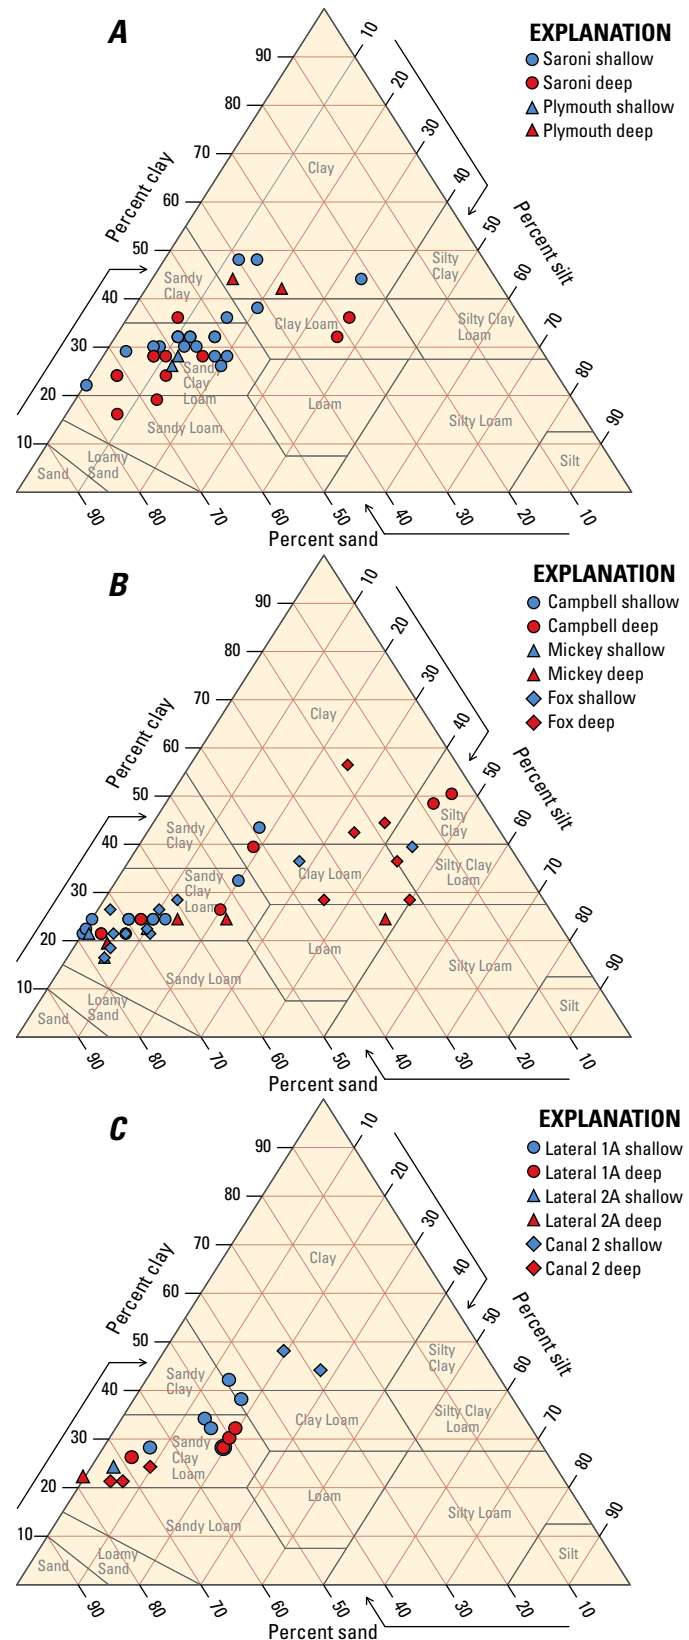 A
EXPLANATION
Saroni shallow
Saroni deep
Plymouth shallow
Plymouth deep
Percent clay
90
80
70
60
50
40
30
20
10
Percent silt
10
20
30
40
50
60
70
80
90
Clay
Silty
Clay
Sandy
Clay
Clay Loam
Silty Clay
Loam
Sandy
Clay
Loam
Loam
Silty Loam
Sandy Loam
Loamy
Sand
Sand
Silt
90
80
70
60
50
40
30
20
10
Percent sand
B
EXPLANATION
Campbell shallow
Campbell deep
Mickey shallow
Mickey deep
Fox shallow
Fox deep
Percent clay
90
80
70
60
50
40
30
20
10
Percent silt
10
20
30
40
50
60
70
80
90
Clay
Silty
Clay
Sandy
Clay
Clay Loam
Silty Clay
Loam
Sandy
Clay
Loam
Loam
Silty Loam
Sandy Loam
Loamy
Sand
Sand
Silt
90
80
70
60
50
40
30
20
10
Percent sand
C
EXPLANATION
Lateral 1A shallow
Lateral 1A deep
Lateral 2A shallow
Lateral 2A deep
Canal 2 shallow
Canal 2 deep
Percent clay
90
80
70
60
50
40
30
20
10
Percent silt
10
20
30
40
50
60
70
80
90
Clay
Silty
Clay
Sandy
Clay
Clay Loam
Silty Clay
Loam
Sandy
Clay
Loam
Loam
Silty Loam
Sandy Loam
Loamy
Sand
Sand
Silt
90
80
70
60
50
40
30
20
10
Percent sand